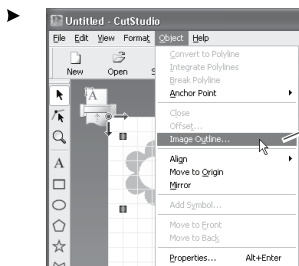 Untitled - CutStudio
File Edit View Format Object Help
New Open
Convert to Polyline
Integrate Polylines
Break Polyline
Anchor Point
Close
Offset...
Image Outline...
Align
Move to Origin
Mirror
Add Symbol...
Move to Front
Move to Back
Properties... Alt+Enter
A
A